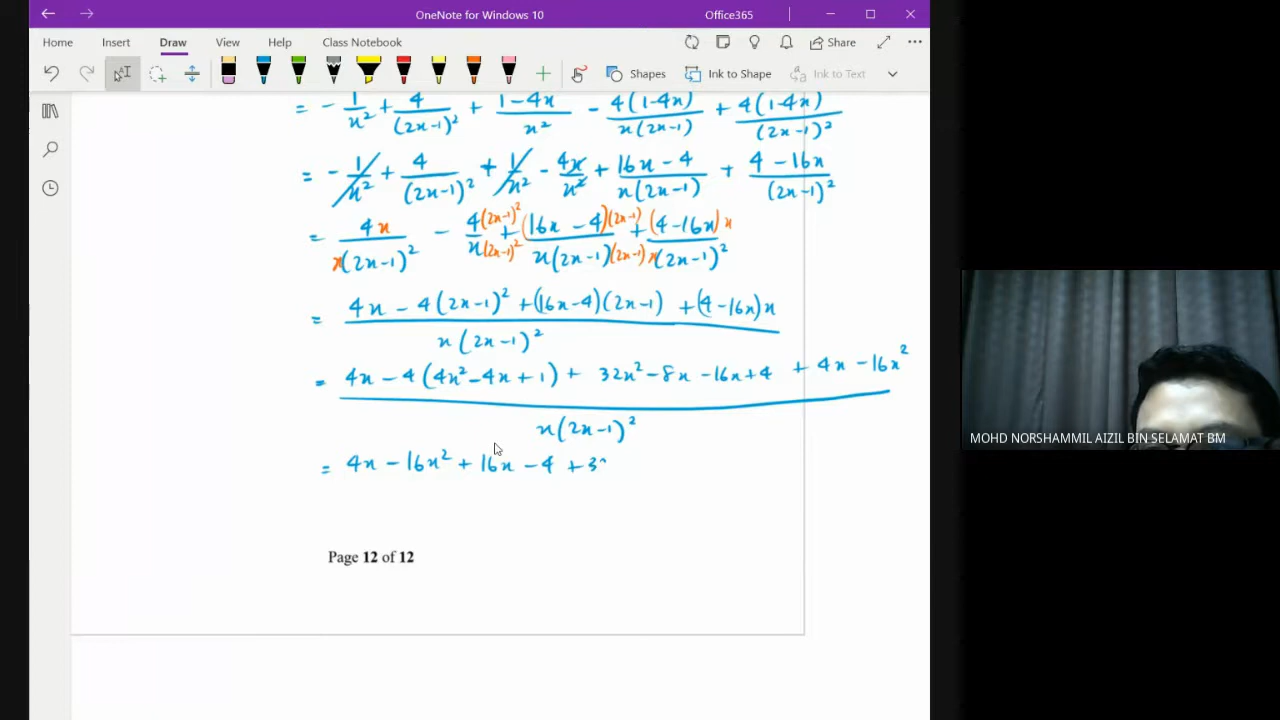 OneNote for Windows 10 Office365
Home Insert Draw View Help Class Notebook Share
Shapes Ink to Shape Ink to Text
= - 1/x² + 4/(2x-1)² + (1-4x)/x² - 4(1-4x)/x(2x-1) + 4(1-4x)/(2x-1)²
= - 1/x² + 4/(2x-1)² + 1/x² - 4x/x² + (16x-4)/x(2x-1) + (4-16x)/(2x-1)²
= 4x/x(2x-1)² - 4(2x-1)²/x(2x-1)² + (16x-4)(2x-1)/x(2x-1)(2x-1) + (4-16x)x/x(2x-1)²
= 4x - 4(2x-1)² + (16x-4)(2x-1) + (4-16x)x
x(2x-1)²
= 4x - 4(4x²-4x+1) + 32x² - 8x - 16x + 4 + 4x - 16x²
x(2x-1)²
= 4x - 16x² + 16x - 4 + 3
Page 12 of 12
MOHD NORSHAMMIL AIZIL BIN SELAMAT BM